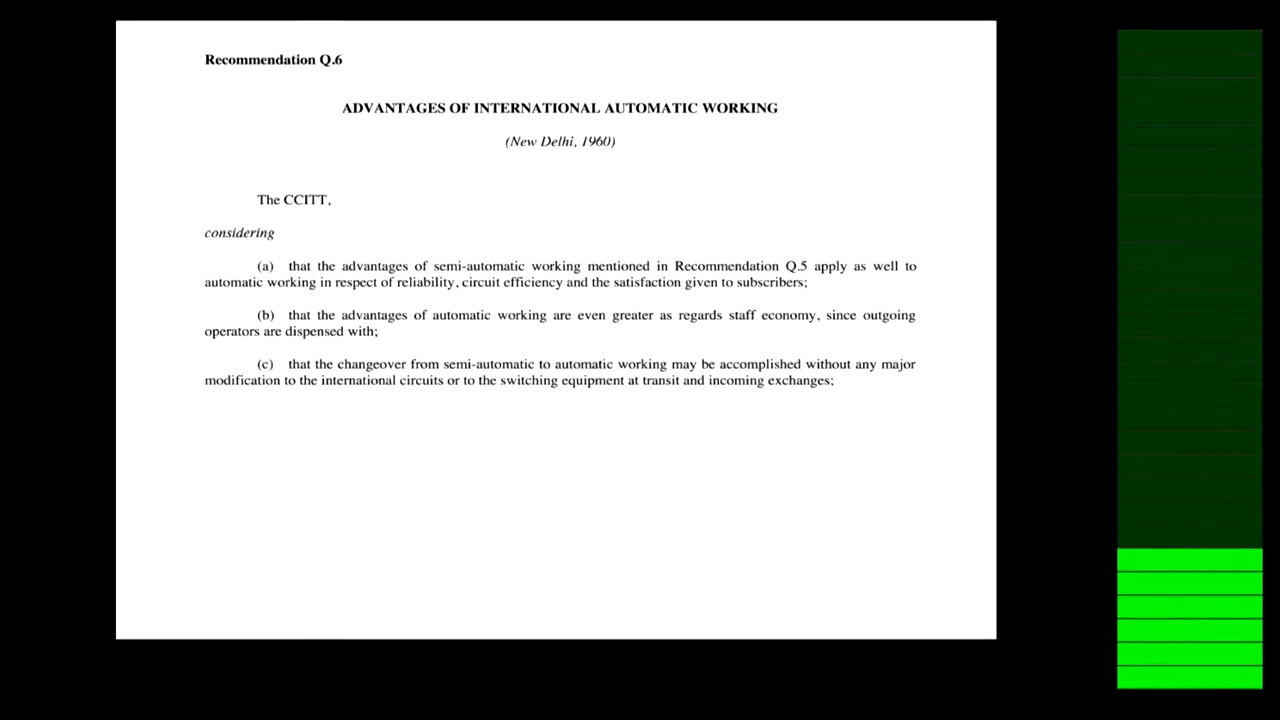 Recommendation Q.6
ADVANTAGES OF INTERNATIONAL AUTOMATIC WORKING
(New Delhi, 1960)
The CCITT,
considering
(a) that the advantages of semi-automatic working mentioned in Recommendation Q.5 apply as well to
automatic working in respect of reliability, circuit efficiency and the satisfaction given to subscribers;
(b) that the advantages of automatic working are even greater as regards staff economy, since outgoing
operators are dispensed with;
(c) that the changeover from semi-automatic to automatic working may be accomplished without any major
modification to the international circuits or to the switching equipment at transit and incoming exchanges;